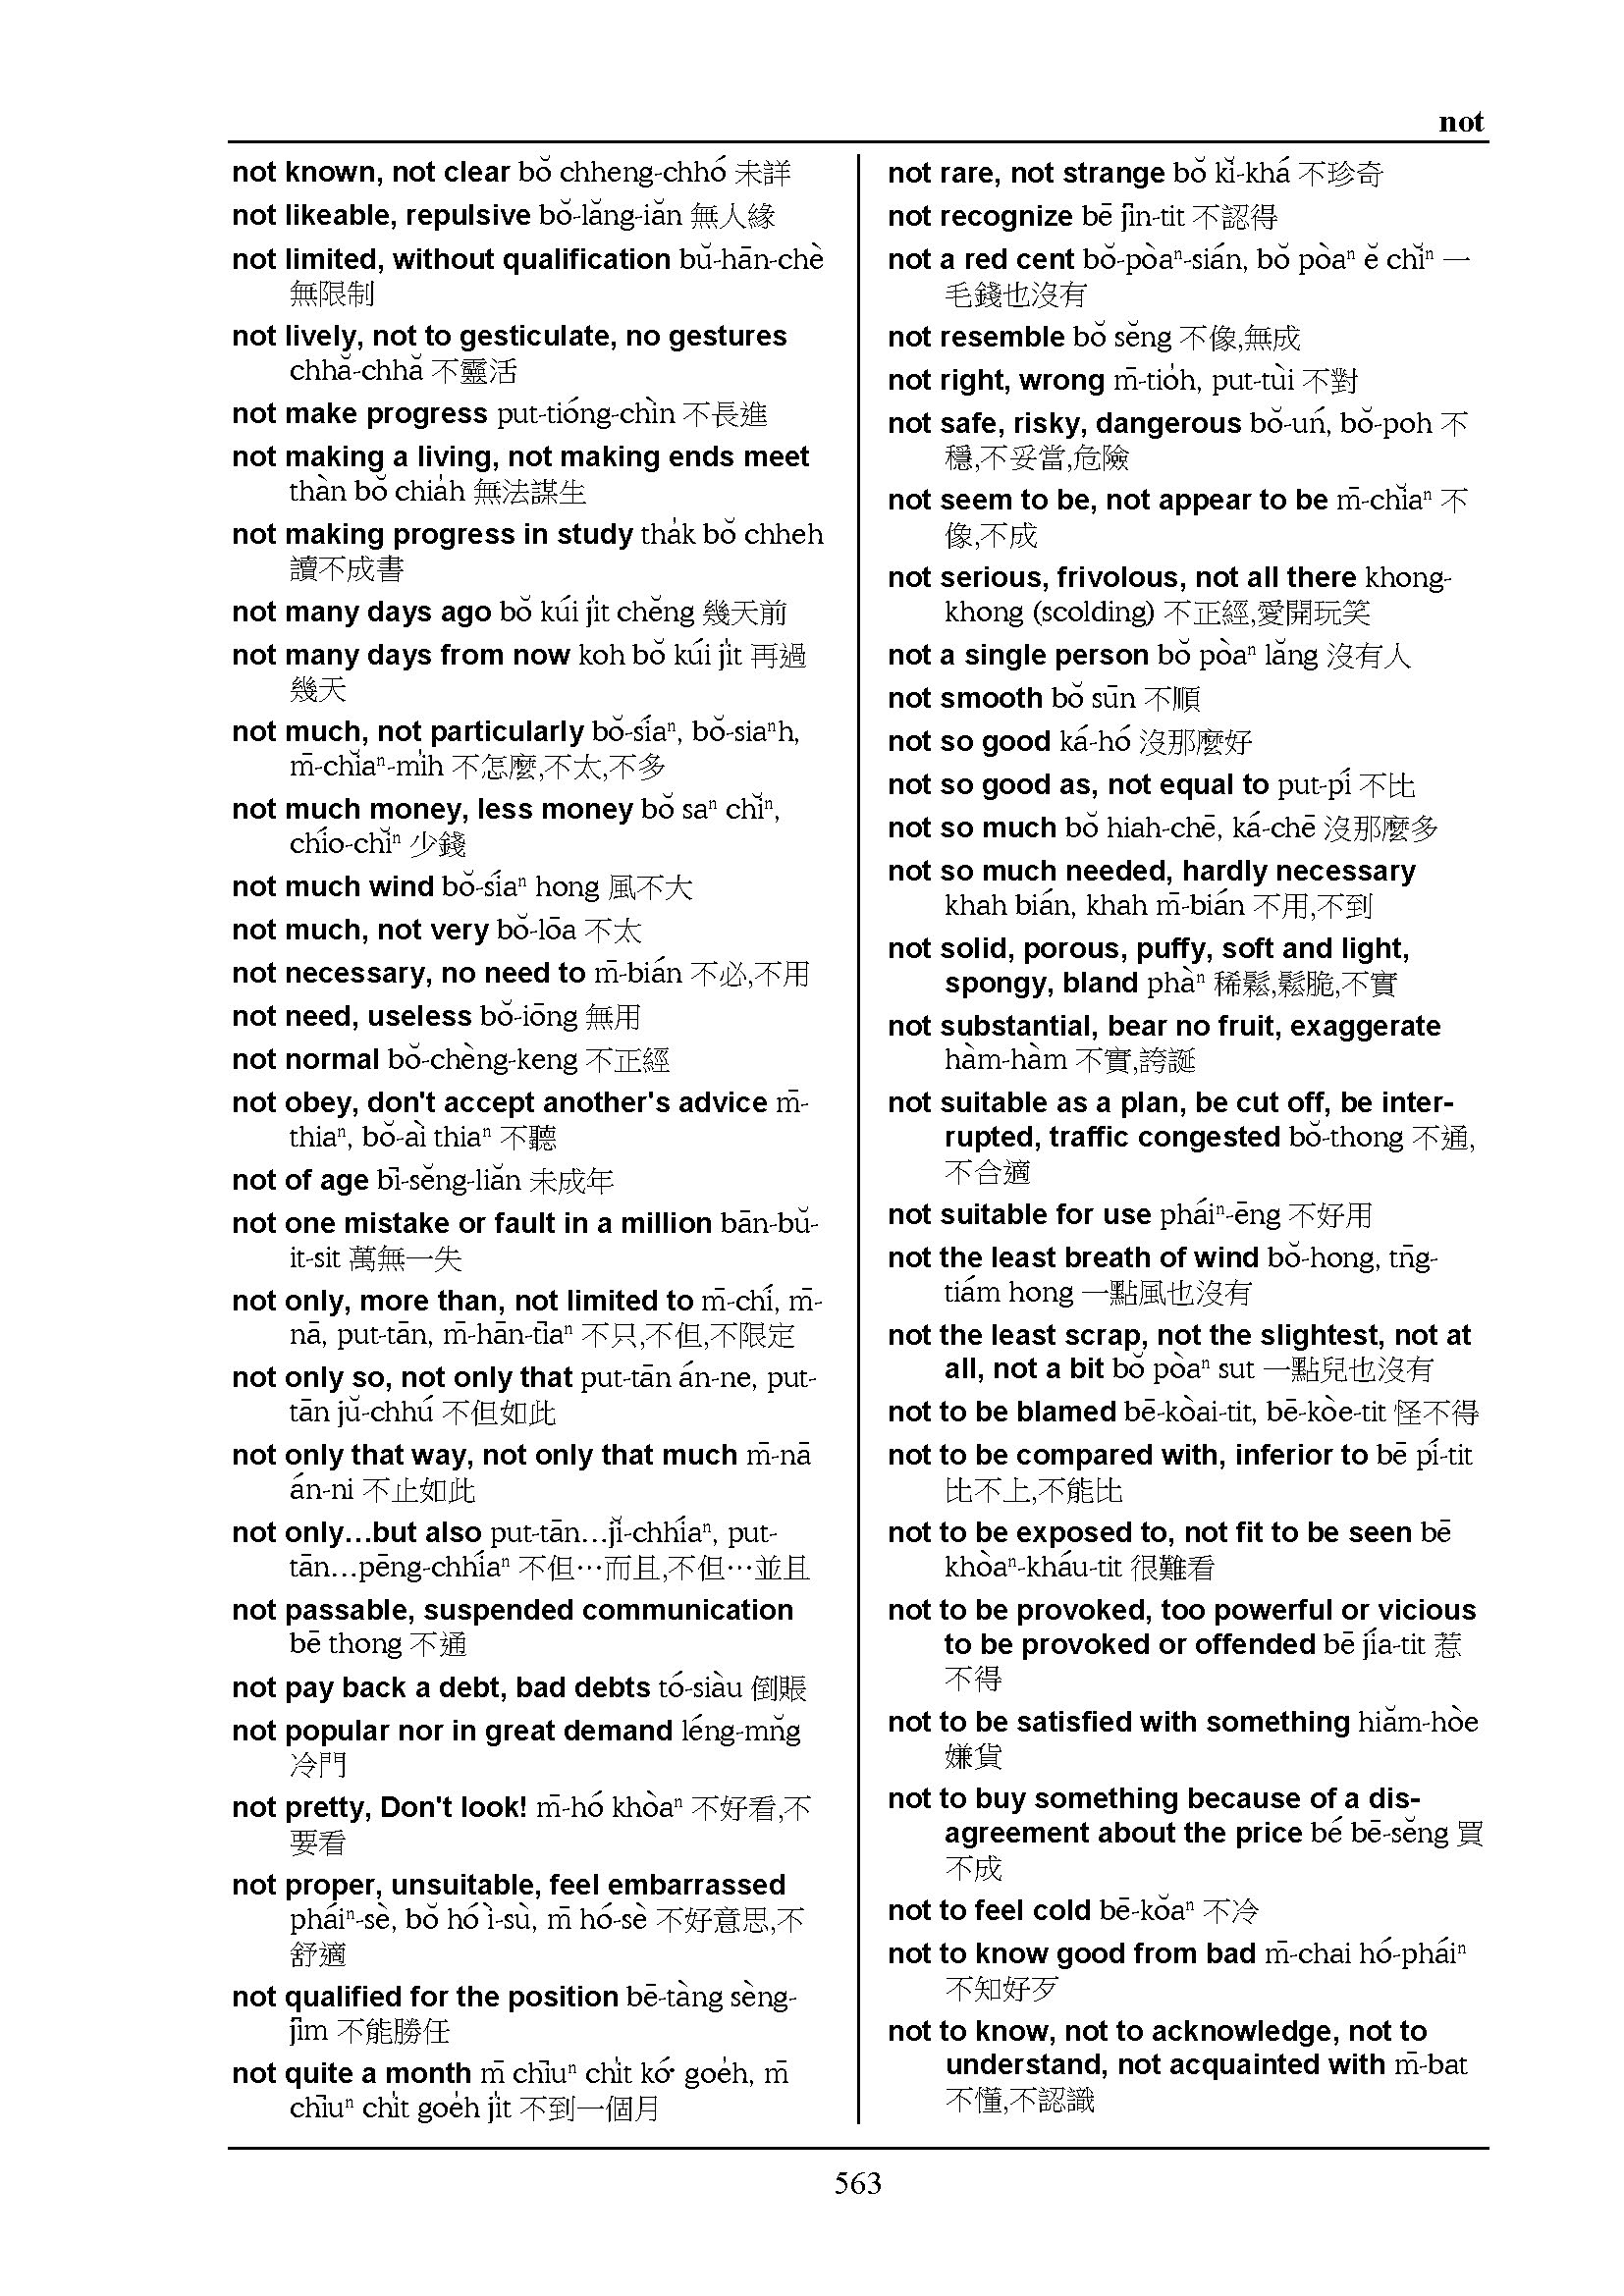 not
not known, not clear bŏ chheng-chhó 未詳
not likeable, repulsive bŏ-lăng-iăn 無人緣
not limited, without qualification bŭ-hān-chè
無限制
not lively, not to gesticulate, no gestures
chhă-chhă 不靈活
not make progress put-tióng-chìn 不長進
not making a living, not making ends meet
thàn bŏ chia̍h 無法謀生
not making progress in study tha̍k bŏ chheh
讀不成書
not many days ago bŏ kúi ji̍t chĕng 幾天前
not many days from now koh bŏ kúi ji̍t 再過
幾天
not much, not particularly bŏ-síaⁿ, bŏ-siaⁿh,
m̄-chĭaⁿ-mi̍h 不怎麼,不太,不多
not much money, less money bŏ saⁿ chĭⁿ,
chío-chĭⁿ 少錢
not much wind bŏ-síaⁿ hong 風不大
not much, not very bŏ-lōa 不太
not necessary, no need to m̄-bián 不必,不用
not need, useless bŏ-iōng 無用
not normal bŏ-chèng-keng 不正經
not obey, don't accept another's advice m̄-
thiaⁿ, bŏ-aì thiaⁿ 不聽
not of age bī-sĕng-liăn 未成年
not one mistake or fault in a million bān-bŭ-
it-sit 萬無一失
not only, more than, not limited to m̄-chí, m̄-
nā, put-tān, m̄-hān-tīaⁿ 不只,不但,不限定
not only so, not only that put-tān án-ne, put-
tān jŭ-chhú 不但如此
not only that way, not only that much m̄-nā
án-ni 不止如此
not only...but also put-tān...jĭ-chhíaⁿ, put-
tān...pēng-chhíaⁿ 不但…而且,不但…並且
not passable, suspended communication
bē thong 不通
not pay back a debt, bad debts tó-siàu 倒賬
not popular nor in great demand léng-mn̆g
冷門
not pretty, Don't look! m̄-hó khòaⁿ 不好看,不
要看
not proper, unsuitable, feel embarrassed
pháiⁿ-sè, bŏ hó ì-sù, m̄ hó-sè 不好意思,不
舒適
not qualified for the position bē-tàng sèng-
jīm 不能勝任
not quite a month m̄ chīuⁿ chi̍t kó͘ goe̍h, m̄
chīuⁿ chi̍t goe̍h ji̍t 不到一個月
not rare, not strange bŏ kĭ-khá 不珍奇
not recognize bē jīn-tit 不認得
not a red cent bŏ-pòaⁿ-sián, bŏ pòaⁿ ĕ chĭⁿ 一
毛錢也沒有
not resemble bŏ sĕng 不像,無成
not right, wrong m̄-tio̍h, put-tùi 不對
not safe, risky, dangerous bŏ-uń, bŏ-poh 不
穩,不妥當,危險
not seem to be, not appear to be m̄-chĭaⁿ 不
像,不成
not serious, frivolous, not all there khong-
khong (scolding) 不正經,愛開玩笑
not a single person bŏ pòaⁿ lăng 沒有人
not smooth bŏ sūn 不順
not so good ká-hó 沒那麼好
not so good as, not equal to put-pí 不比
not so much bŏ hiah-chē, ká-chē 沒那麼多
not so much needed, hardly necessary
khah bián, khah m̄-bián 不用,不到
not solid, porous, puffy, soft and light,
spongy, bland phàⁿ 稀鬆,鬆脆,不實
not substantial, bear no fruit, exaggerate
hàm-hàm 不實,誇誕
not suitable as a plan, be cut off, be inter-
rupted, traffic congested bŏ-thong 不通,
不合適
not suitable for use pháiⁿ-ēng 不好用
not the least breath of wind bŏ-hong, tn̄g-
tiám hong 一點風也沒有
not the least scrap, not the slightest, not at
all, not a bit bŏ pòaⁿ sut 一點兒也沒有
not to be blamed bē-kòai-tit, bē-kòe-tit 怪不得
not to be compared with, inferior to bē pí-tit
比不上,不能比
not to be exposed to, not fit to be seen bē
khòaⁿ-kháu-tit 很難看
not to be provoked, too powerful or vicious
to be provoked or offended bē jía-tit 惹
不得
not to be satisfied with something hiăm-hòe
嫌貨
not to buy something because of a dis-
agreement about the price bé bē-sĕng 買
不成
not to feel cold bē-kŏaⁿ 不冷
not to know good from bad m̄-chai hó-pháiⁿ
不知好歹
not to know, not to acknowledge, not to
understand, not acquainted with m̄-bat
不懂,不認識
563